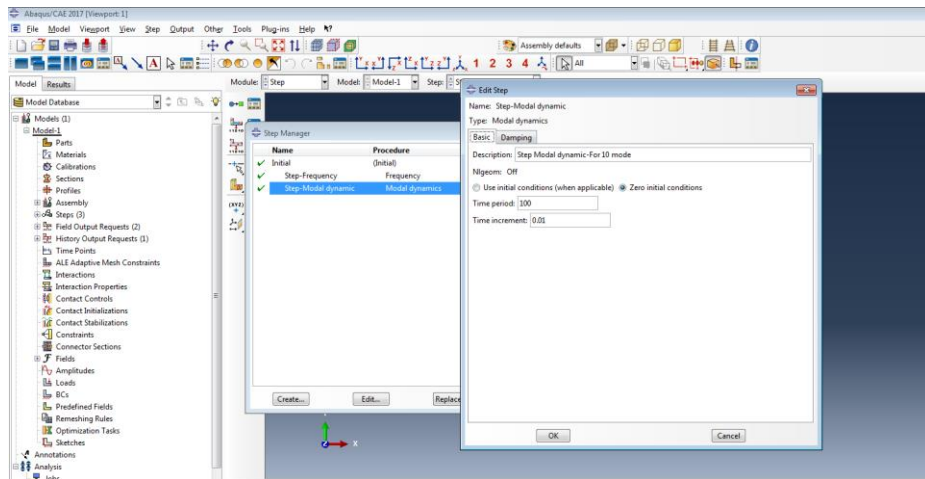 Abaqus/CAE 2017 [Viewport: 1]
File Model Viewport View Step Output Other Tools Plug-ins Help
Assembly defaults
1 2 3 4 All
Model Results
Module: Step Model: Model-1 Step:
Model Database
Models (1)
Model-1
Parts
Materials
Calibrations
Sections
Profiles
Assembly
Steps (3)
Field Output Requests (2)
History Output Requests (1)
Time Points
ALE Adaptive Mesh Constraints
Interactions
Interaction Properties
Contact Controls
Contact Initializations
Contact Stabilizations
Constraints
Connector Sections
Fields
Amplitudes
Loads
BCs
Predefined Fields
Remeshing Rules
Optimization Tasks
Sketches
Annotations
Analysis
Jobs
Step Manager
Name Procedure
Initial (Initial)
Step-Frequency Frequency
Step-Modal dynamic Modal dynamics
Create... Edit... Replace
X
Edit Step
Name: Step-Modal dynamic
Type: Modal dynamics
Basic Damping
Description: Step Modal dynamic-For 10 mode
Nlgeom: Off
Use initial conditions (when applicable) Zero initial conditions
Time period: 100
Time increment: 0.01
OK Cancel